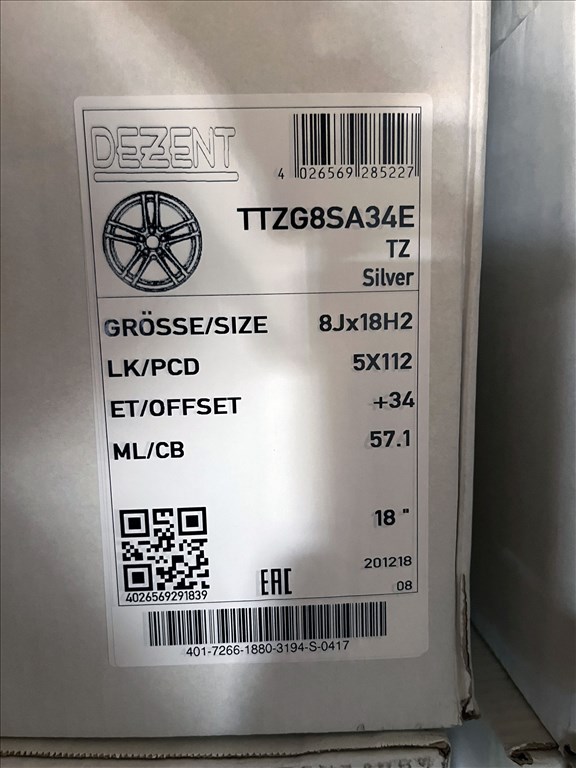 DEZENT
4 026569 285227
TTZG8SA34E
TZ
Silver
GRÖSSE/SIZE 8Jx18H2
LK/PCD 5X112
ET/OFFSET +34
ML/CB 57.1
18 "
201218
4026569291839 EAC 08
401-7266-1880-3194-S-0417